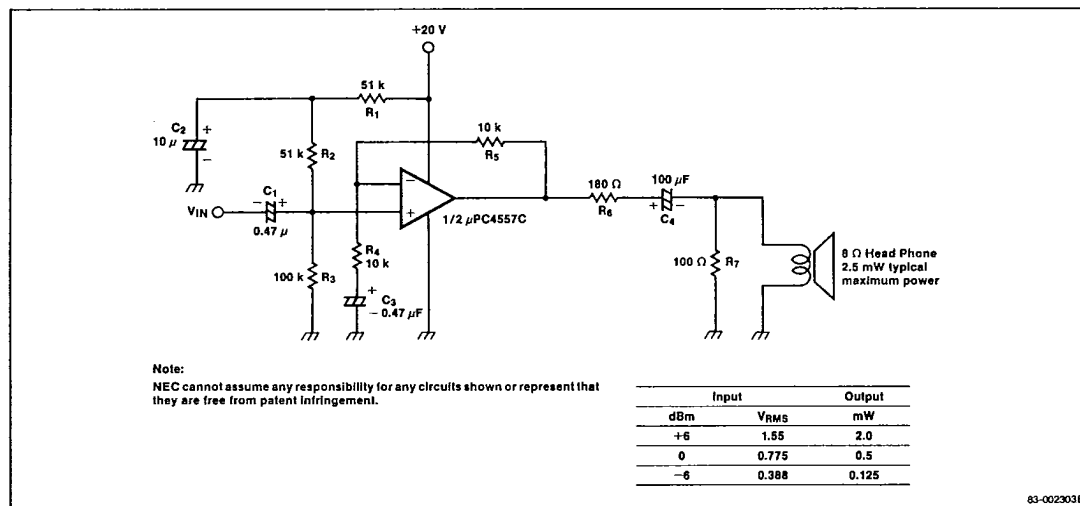 +20 V
51 k
R1
C2
10 μ
+
−
51 k
R2
10 k
R5
VIN
C1
− +
0.47 μ
−
+
1/2 μPC4557C
180 Ω
R6
100 μF
+ −
C4
100 k
R3
R4
10 k
+
C3
− 0.47 μF
100 Ω
R7
8 Ω Head Phone
2.5 mW typical
maximum power
Note:
NEC cannot assume any responsibility for any circuits shown or represent that
they are free from patent infringement.
Input Output
dBm VRMS mW
+6 1.55 2.0
0 0.775 0.5
−6 0.388 0.125
83-002303B